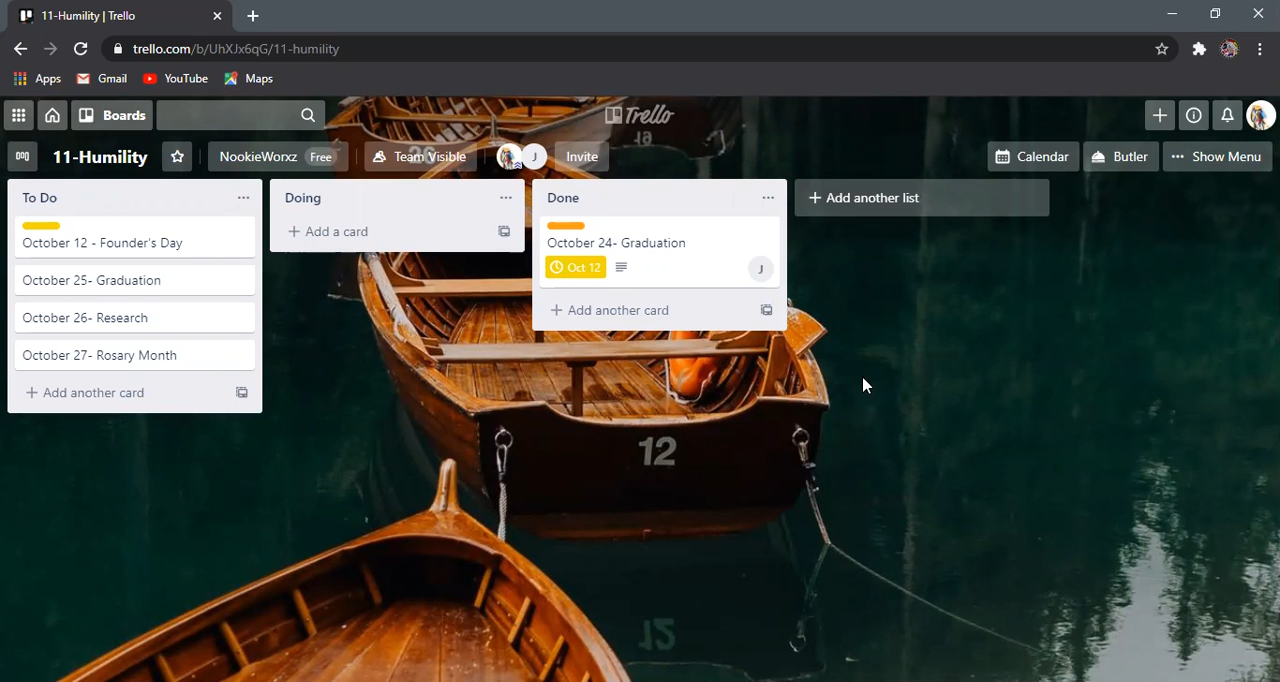 11-Humility | Trello
trello.com/b/UhXJx6qG/11-humility
Apps Gmail YouTube Maps
Boards Trello
11-Humility NookieWorxz Free Team Visible J Invite Calendar Butler Show Menu
To Do
October 12 - Founder's Day
October 25- Graduation
October 26- Research
October 27- Rosary Month
Add another card
Doing
Add a card
Done
October 24- Graduation
Oct 12 J
Add another card
Add another list
12